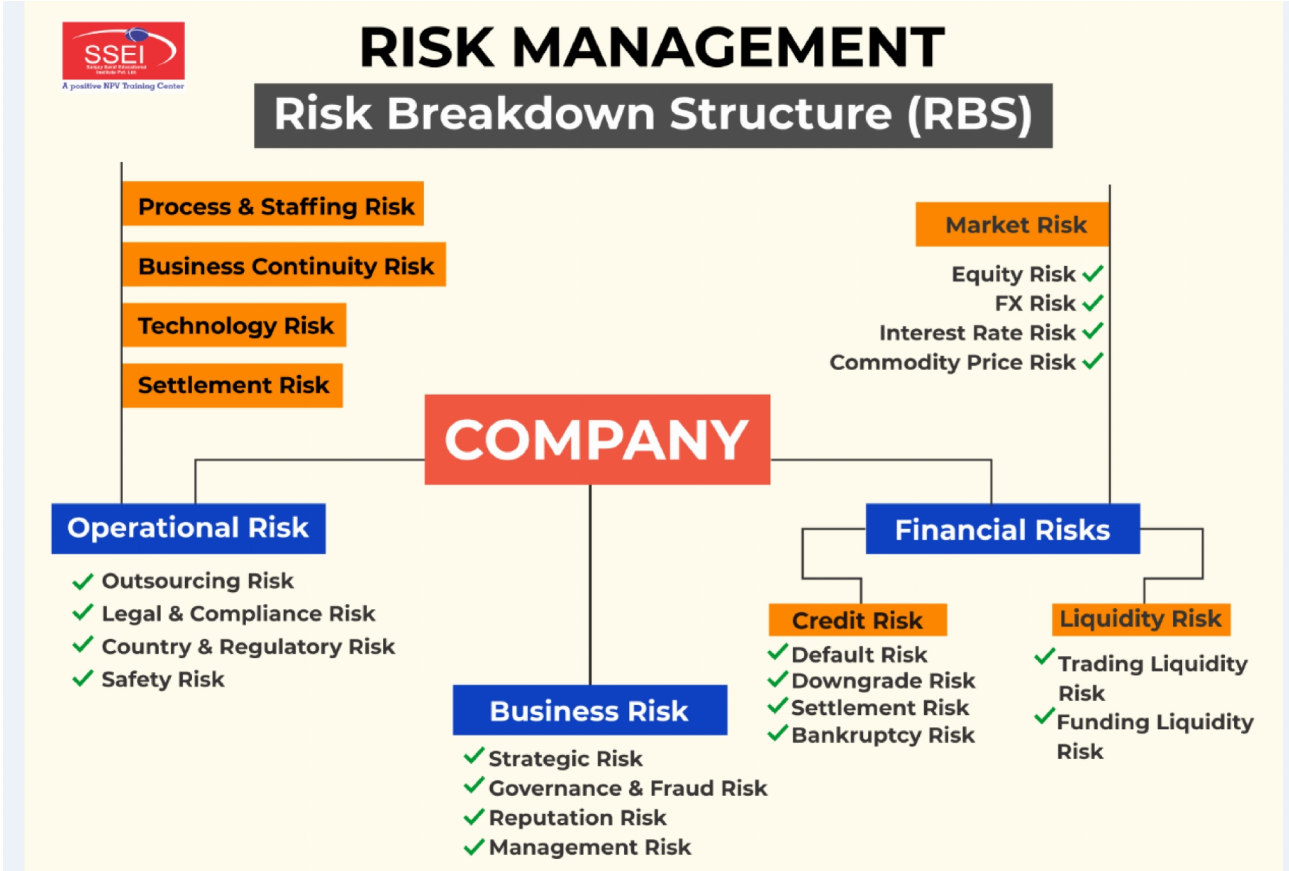 SSEI
A positive NPV Training Center
RISK MANAGEMENT
Risk Breakdown Structure (RBS)
Process & Staffing Risk
Business Continuity Risk
Technology Risk
Settlement Risk
Market Risk
Equity Risk
FX Risk
Interest Rate Risk
Commodity Price Risk
COMPANY
Operational Risk
Outsourcing Risk
Legal & Compliance Risk
Country & Regulatory Risk
Safety Risk
Business Risk
Strategic Risk
Governance & Fraud Risk
Reputation Risk
Management Risk
Financial Risks
Credit Risk
Default Risk
Downgrade Risk
Settlement Risk
Bankruptcy Risk
Liquidity Risk
Trading Liquidity
Risk
Funding Liquidity
Risk